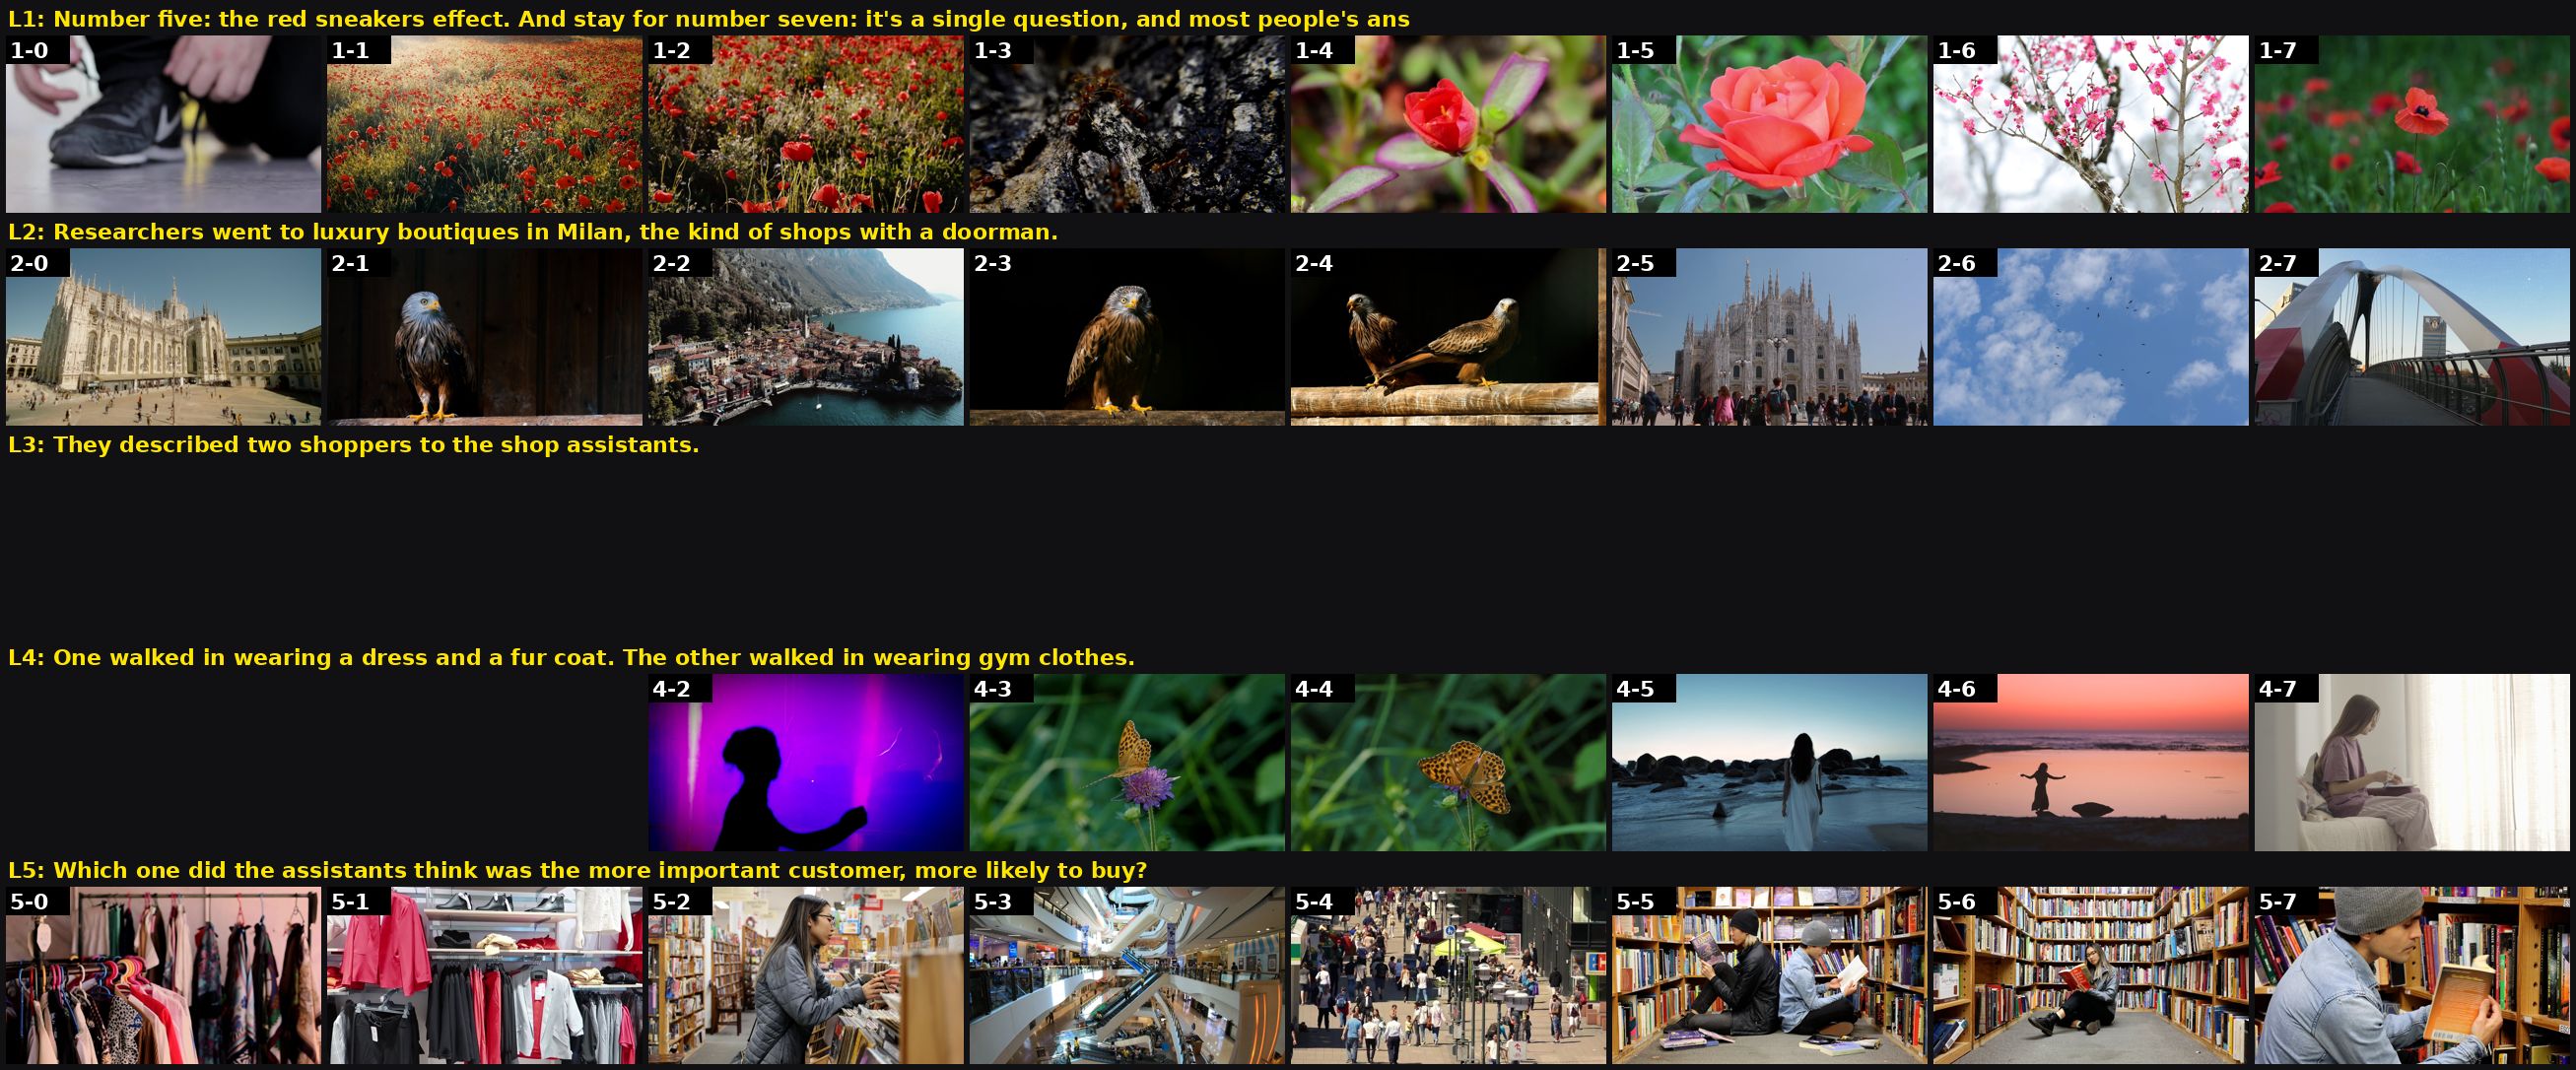 L1: Number five: the red sneakers effect. And stay for number seven: it's a single question, and most people's ans
1-0 1-1 1-2 1-3 1-4 1-5 1-6 1-7
L2: Researchers went to luxury boutiques in Milan, the kind of shops with a doorman.
2-0 2-1 2-2 2-3 2-4 2-5 2-6 2-7
L3: They described two shoppers to the shop assistants.
L4: One walked in wearing a dress and a fur coat. The other walked in wearing gym clothes.
4-2 4-3 4-4 4-5 4-6 4-7
L5: Which one did the assistants think was the more important customer, more likely to buy?
5-0 5-1 5-2 5-3 5-4 5-5 5-6 5-7